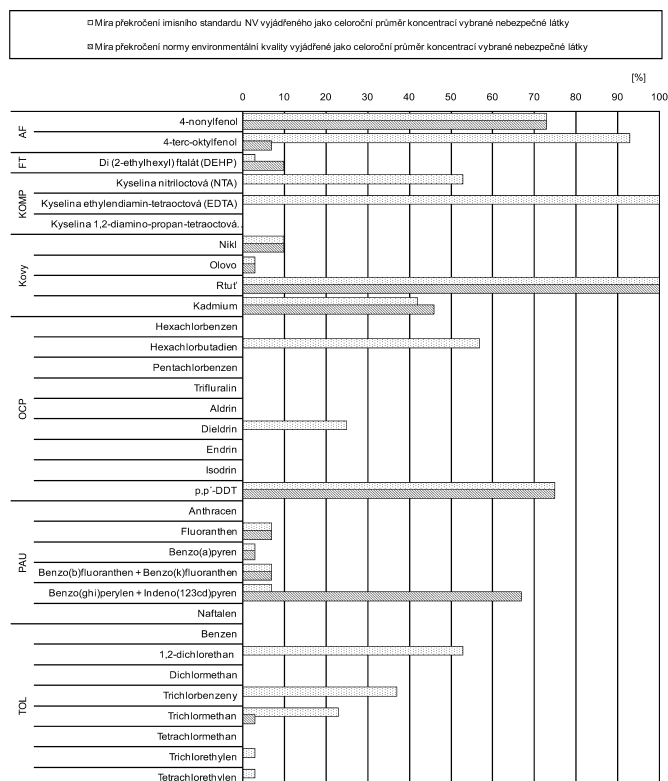 Míra překročení imisního standardu NV vyjádřeného jako celoroční průměr koncentrací vybrané nebezpečné látky
Míra překročení normy environmentální kvality vyjádřené jako celoroční průměr koncentrací vybrané nebezpečné látky
[%]
0 10 20 30 40 50 60 70 80 90 100
AF
4-nonylfenol
4-terc-oktylfenol
FT
Di (2-ethylhexyl) ftalát (DEHP)
KOMP
Kyselina nitriloctová (NTA)
Kyselina ethylendiamin-tetraoctová (EDTA)
Kyselina 1,2-diamino-propan-tetraoctová..
Kovy
Nikl
Olovo
Rtuť
Kadmium
OCP
Hexachlorbenzen
Hexachlorbutadien
Pentachlorbenzen
Trifluralin
Aldrin
Dieldrin
Endrin
Isodrin
p,p´-DDT
PAU
Anthracen
Fluoranthen
Benzo(a)pyren
Benzo(b)fluoranthen + Benzo(k)fluoranthen
Benzo(ghi)perylen + Indeno(123cd)pyren
Naftalen
TOL
Benzen
1,2-dichlorethan
Dichlormethan
Trichlorbenzeny
Trichlormethan
Tetrachlormethan
Trichlorethylen
Tetrachlorethylen